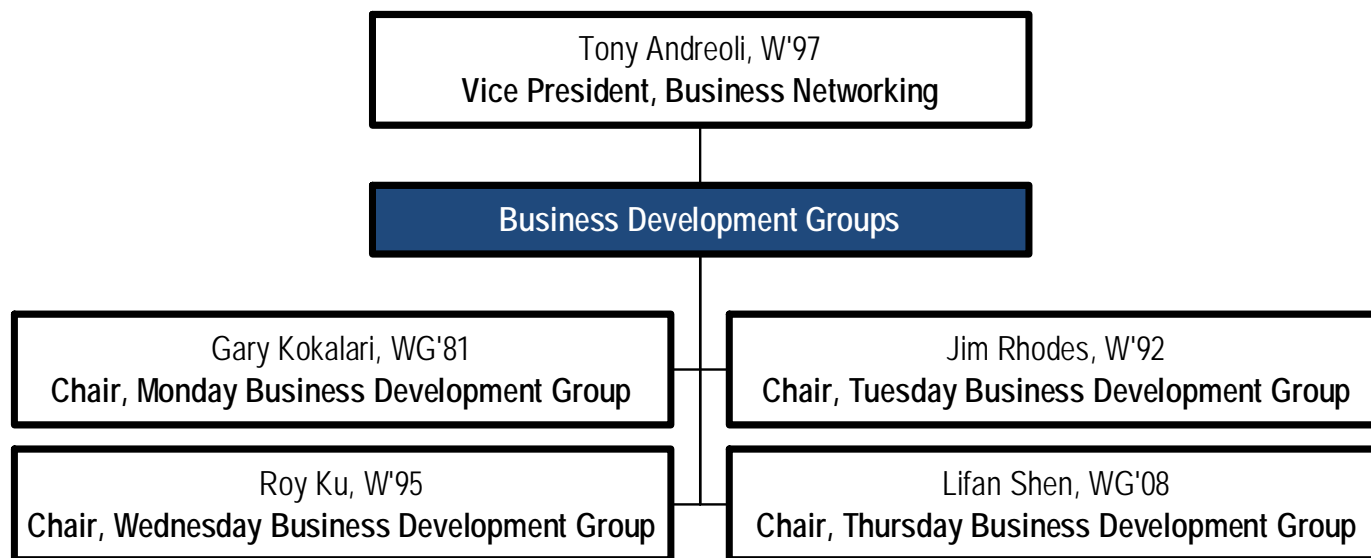 Tony Andreoli, W'97
Vice President, Business Networking
Business Development Groups
Gary Kokalari, WG'81
Chair, Monday Business Development Group
Jim Rhodes, W'92
Chair, Tuesday Business Development Group
Roy Ku, W'95
Chair, Wednesday Business Development Group
Lifan Shen, WG'08
Chair, Thursday Business Development Group